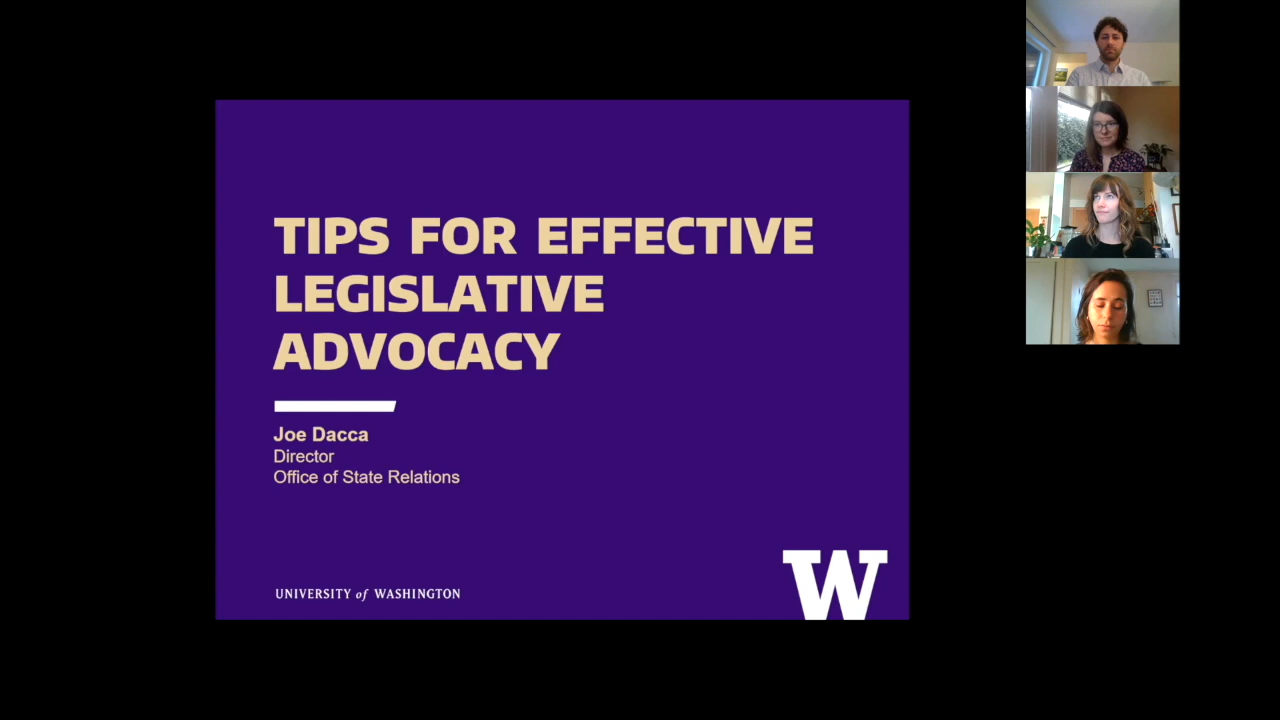 TIPS FOR EFFECTIVE
LEGISLATIVE
ADVOCACY
Joe Dacca
Director
Office of State Relations
UNIVERSITY of WASHINGTON
W